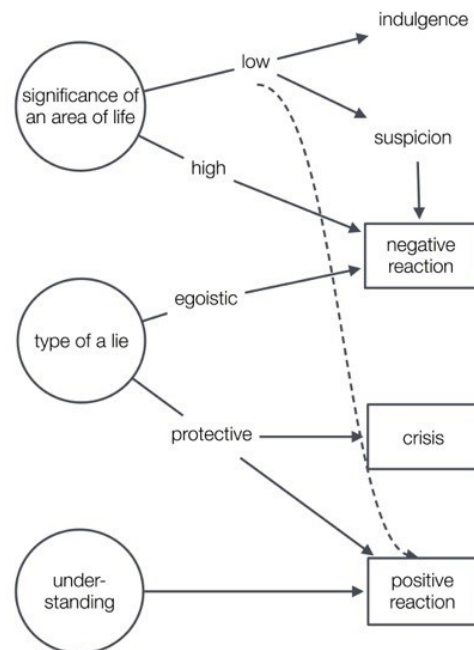 indulgence
low
significance of
an area of life
suspicion
high
negative
reaction
egoistic
type of a lie
protective
crisis
under-
standing
positive
reaction